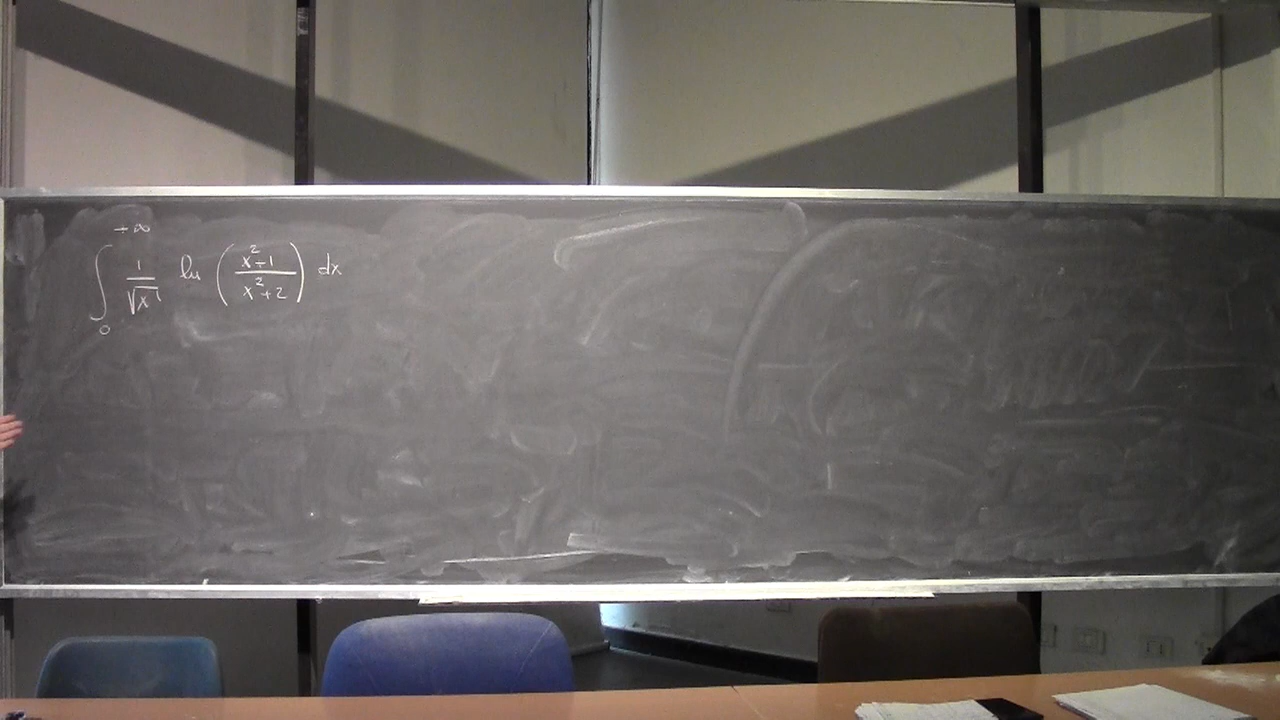 ∫₀^{+∞} 1/√x ln((x²+1)/(x²+2)) dx